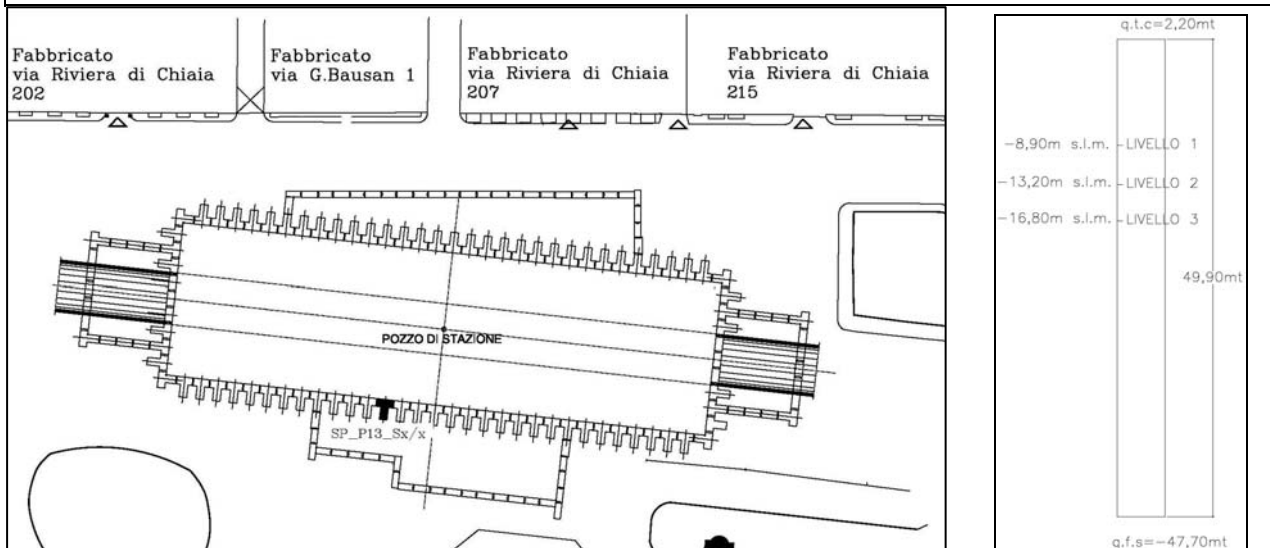 Fabbricato
via Riviera di Chiaia
202
Fabbricato
via G.Bausan 1
Fabbricato
via Riviera di Chiaia
207
Fabbricato
via Riviera di Chiaia
215
POZZO DI STAZIONE
SP_P13_Sx/x
q.t.c=2,20mt
-8,90m s.l.m. LIVELLO 1
-13,20m s.l.m. LIVELLO 2
-16,80m s.l.m. LIVELLO 3
49,90mt
q.f.s=-47,70mt